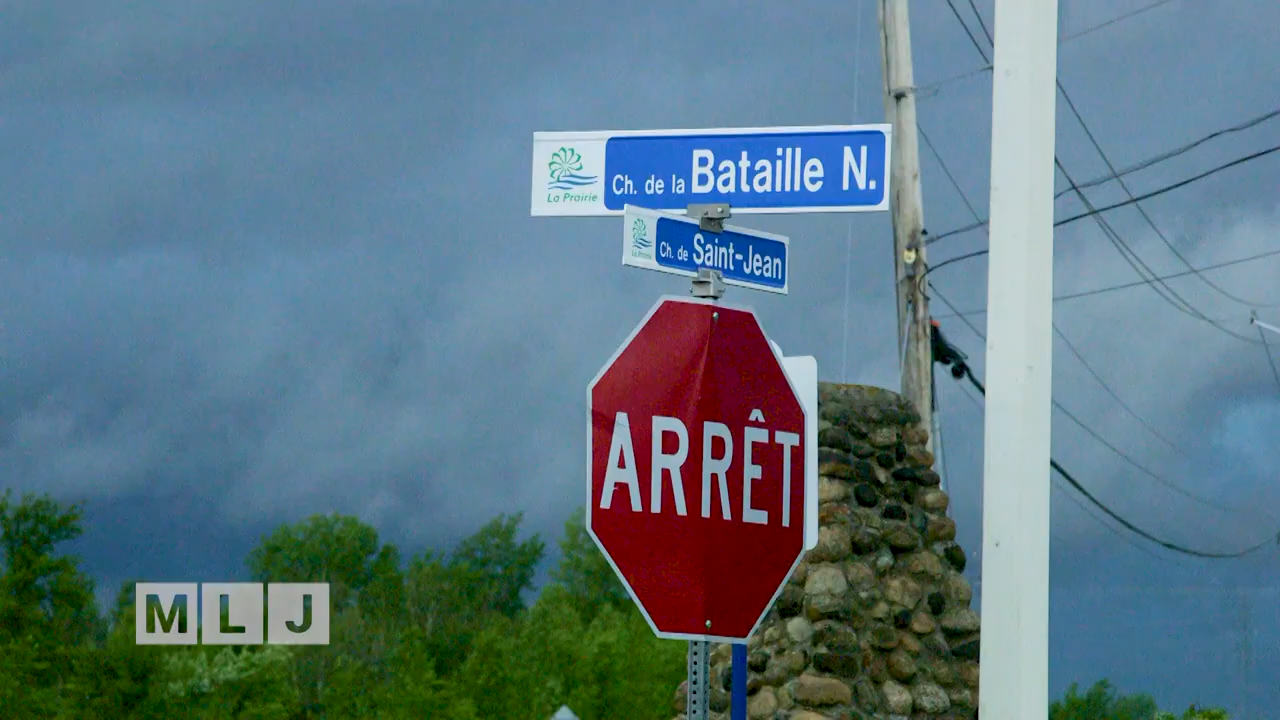 Ch. de la Bataille N.
La Prairie
Ch. de Saint-Jean
La Prairie
ARRÊT
MLJ